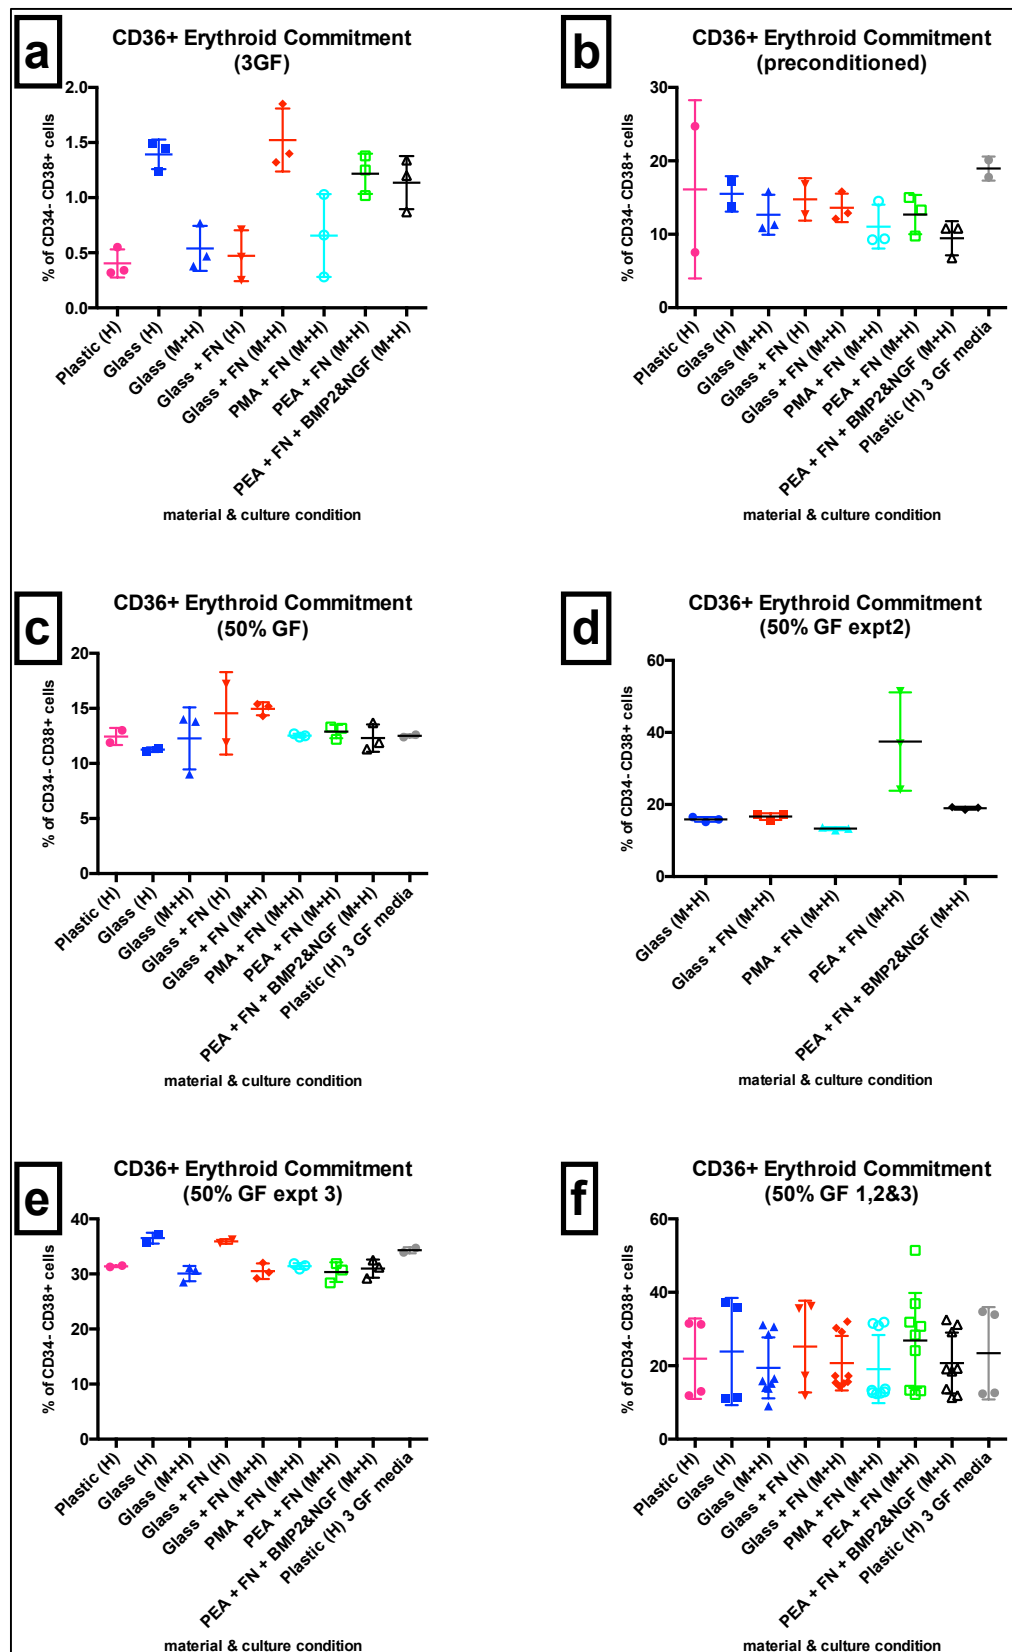 a
CD36+ Erythroid Commitment
(3GF)
% of CD34- CD38+ cells
2.0
1.5
1.0
0.5
0.0
Plastic (H)
Glass (H)
Glass (M+H)
Glass + FN (H)
Glass + FN (M+H)
PMA + FN (M+H)
PEA + FN (M+H)
PEA + FN + BMP2&NGF (M+H)
material & culture condition
b
CD36+ Erythroid Commitment
(preconditioned)
% of CD34- CD38+ cells
30
20
10
0
Plastic (H)
Glass (H)
Glass (M+H)
Glass + FN (H)
Glass + FN (M+H)
PMA + FN (M+H)
PEA + FN (M+H)
PEA + FN + BMP2&NGF (M+H)
Plastic (H) 3 GF media
material & culture condition
c
CD36+ Erythroid Commitment
(50% GF)
% of CD34- CD38+ cells
20
15
10
5
0
Plastic (H)
Glass (H)
Glass (M+H)
Glass + FN (H)
Glass + FN (M+H)
PMA + FN (M+H)
PEA + FN (M+H)
PEA + FN + BMP2&NGF (M+H)
Plastic (H) 3 GF media
material & culture condition
d
CD36+ Erythroid Commitment
(50% GF expt2)
% of CD34- CD38+ cells
60
40
20
0
Glass (M+H)
Glass + FN (M+H)
PMA + FN (M+H)
PEA + FN (M+H)
PEA + FN + BMP2&NGF (M+H)
material & culture condition
e
CD36+ Erythroid Commitment
(50% GF expt 3)
% of CD34- CD38+ cells
40
30
20
10
0
Plastic (H)
Glass (H)
Glass (M+H)
Glass + FN (H)
Glass + FN (M+H)
PMA + FN (M+H)
PEA + FN (M+H)
PEA + FN + BMP2&NGF (M+H)
Plastic (H) 3 GF media
material & culture condition
f
CD36+ Erythroid Commitment
(50% GF 1,2&3)
% of CD34- CD38+ cells
60
40
20
0
Plastic (H)
Glass (H)
Glass (M+H)
Glass + FN (H)
Glass + FN (M+H)
PMA + FN (M+H)
PEA + FN (M+H)
PEA + FN + BMP2&NGF (M+H)
Plastic (H) 3 GF media
material & culture condition